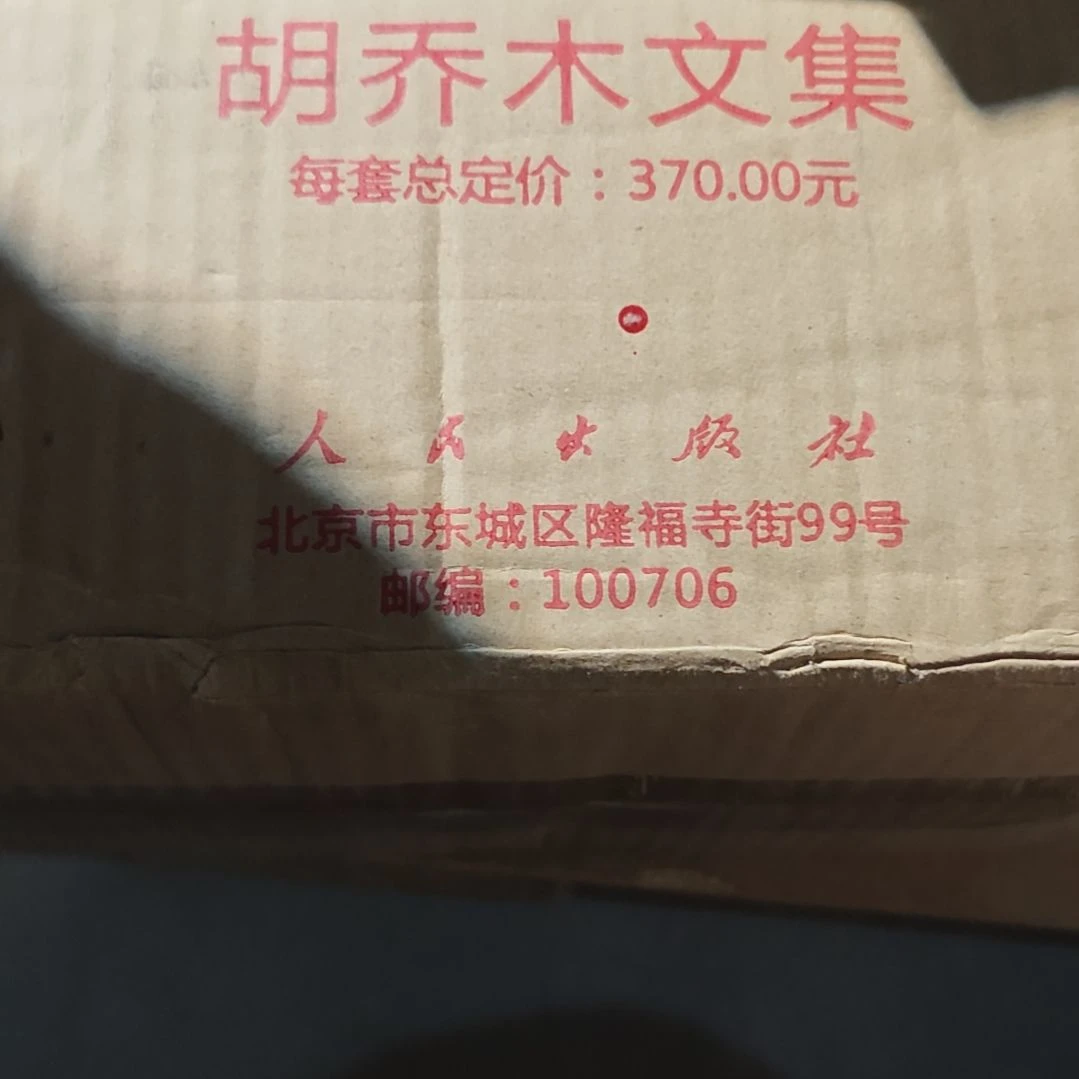 胡乔木文集
每套总定价：370.00元
人民出版社
北京市东城区隆福寺街99号
邮编：100706